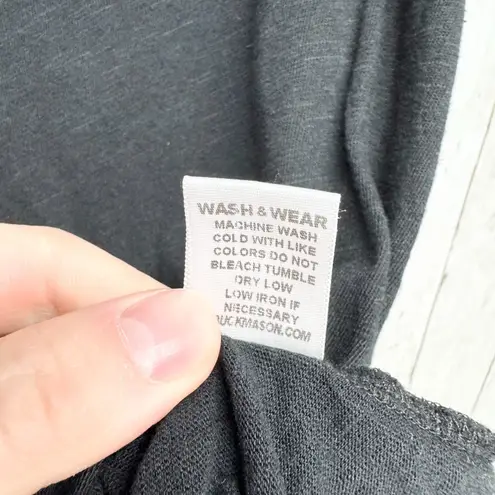 WASH & WEAR
MACHINE WASH
COLD WITH LIKE
COLORS DO NOT
BLEACH TUMBLE
DRY LOW
LOW IRON IF
NECESSARY
UCKMASON.COM